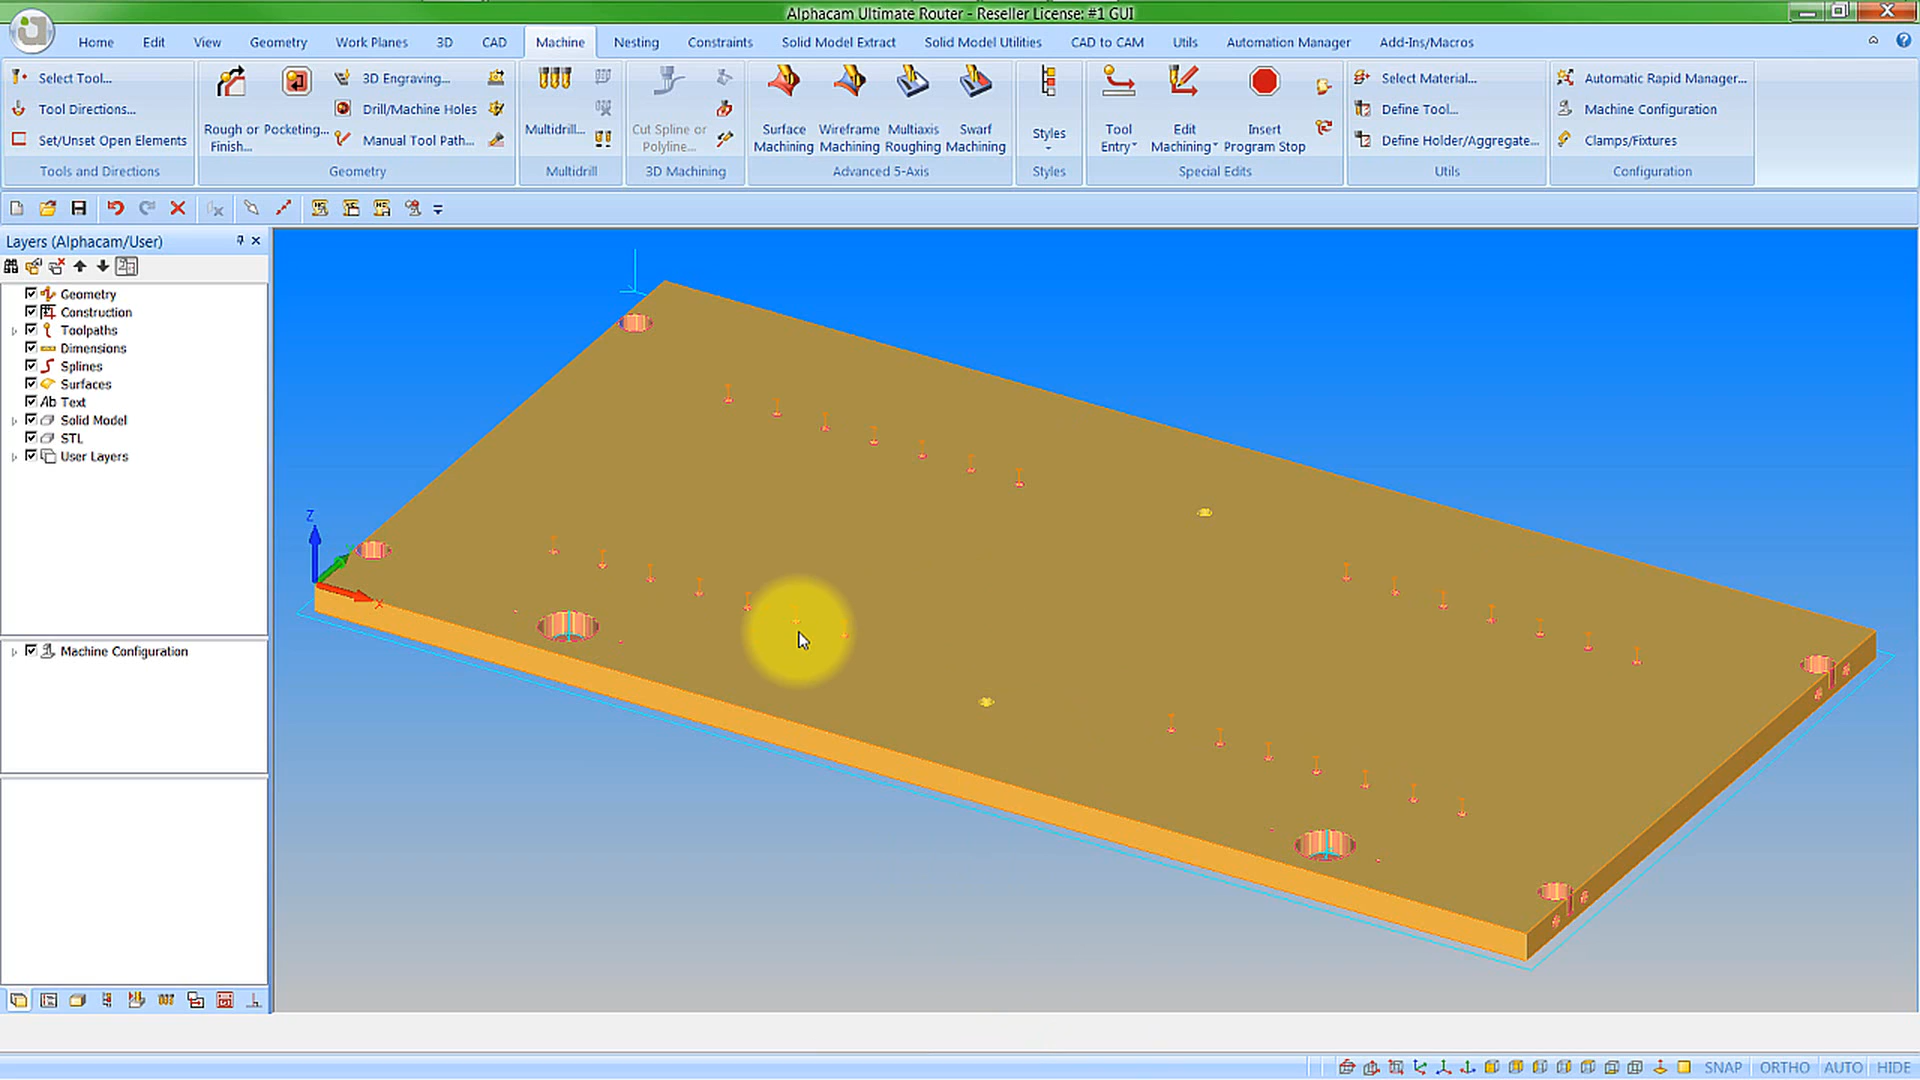 Alphacam Ultimate Router - Reseller License: #1 GUI
Home Edit View Geometry Work Planes 3D CAD Machine Nesting Constraints Solid Model Extract Solid Model Utilities CAD to CAM Utils Automation Manager Add-Ins/Macros
Select Tool...
Tool Directions...
Set/Unset Open Elements
Tools and Directions
Rough or Finish...
Pocketing...
3D Engraving...
Drill/Machine Holes
Manual Tool Path...
Geometry
Multidrill...
Multidrill
Cut Spline or Polyline...
3D Machining
Surface Machining
Wireframe Machining
Multiaxis Roughing
Swarf Machining
Advanced 5-Axis
Styles
Styles
Tool Entry
Edit Machining
Insert Program Stop
Special Edits
Select Material...
Define Tool...
Define Holder/Aggregate...
Utils
Automatic Rapid Manager...
Machine Configuration
Clamps/Fixtures
Configuration
Layers (Alphacam/User)
Geometry
Construction
Toolpaths
Dimensions
Splines
Surfaces
Ab Text
Solid Model
STL
User Layers
Machine Configuration
Z
X
SNAP ORTHO AUTO HIDE